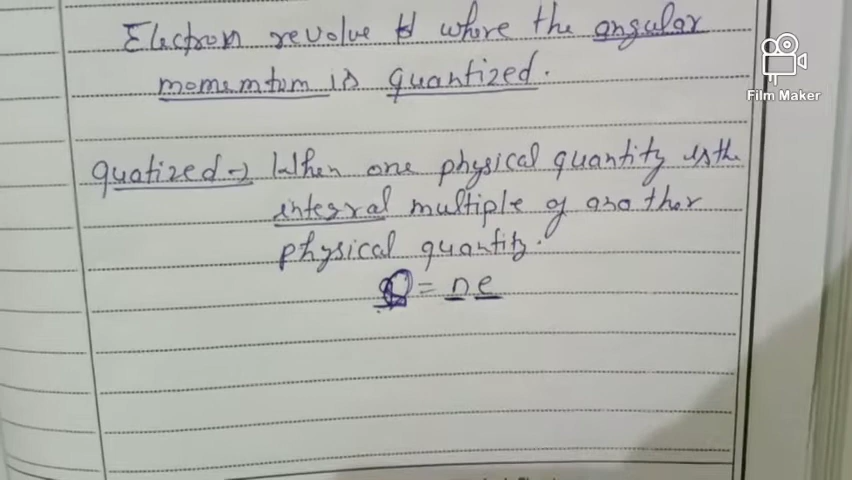 Electron revolve where the angular
momentum is quantized.
Film Maker
quatized → When one physical quantity is the
integral multiple of another
physical quantity.
Q = ne